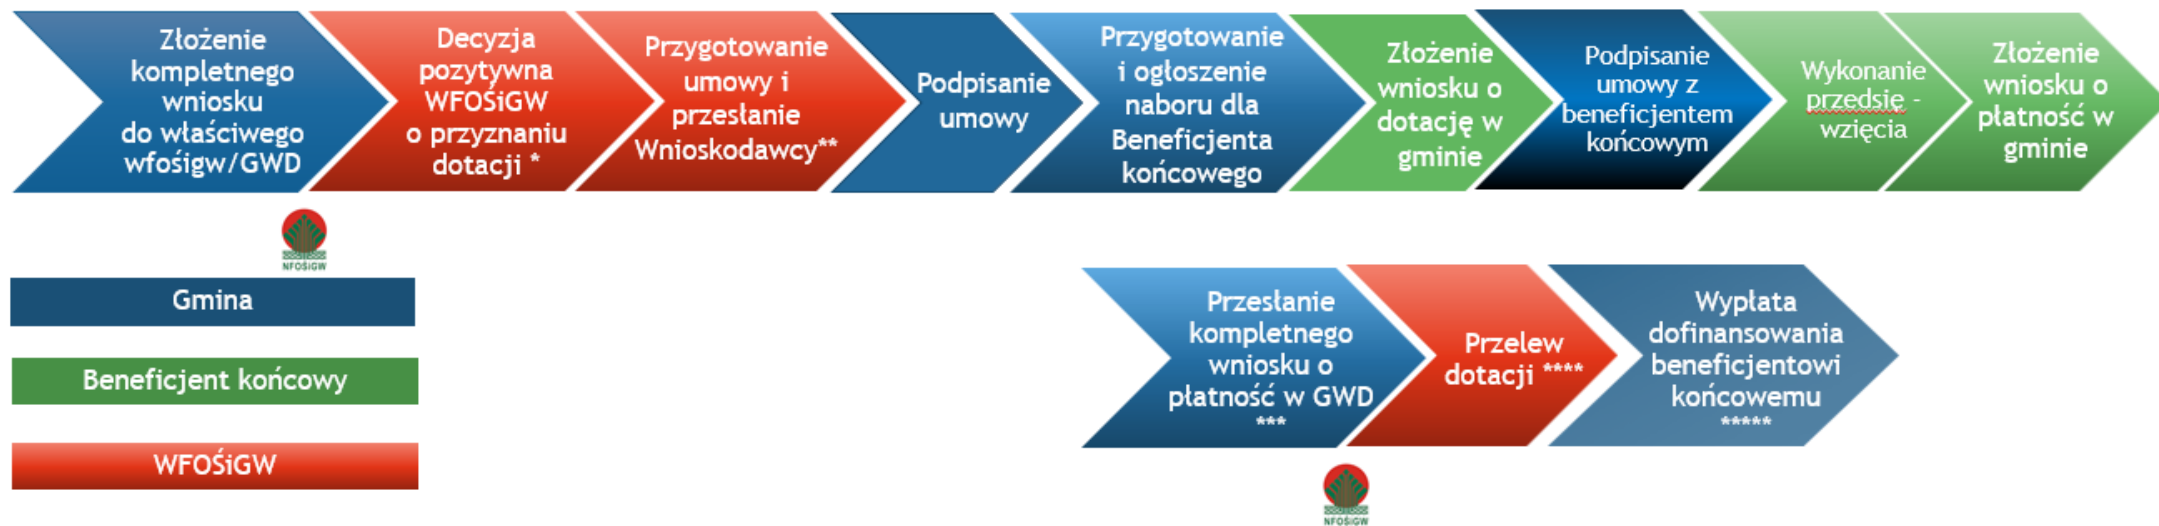 Złożenie
kompletnego
wniosku
do właściwego
wfośigw/GWD
Decyzja
pozytywna
WFOŚiGW
o przyznaniu
dotacji *
Przygotowanie
umowy i
przesłanie
Wnioskodawcy**
Podpisanie
umowy
Przygotowanie
i ogłoszenie
naboru dla
Beneficjenta
końcowego
Złożenie
wniosku o
dotację w
gminie
Podpisanie
umowy z
beneficjentem
końcowym
Wykonanie
przedsię -
wzięcia
Złożenie
wniosku o
płatność w
gminie
NFOŚiGW
Gmina
Beneficjent końcowy
WFOŚiGW
Przesłanie
kompletnego
wniosku o
płatność w GWD
***
Przelew
dotacji ****
Wypłata
dofinansowania
beneficjentowi
końcowemu
*****
NFOŚiGW